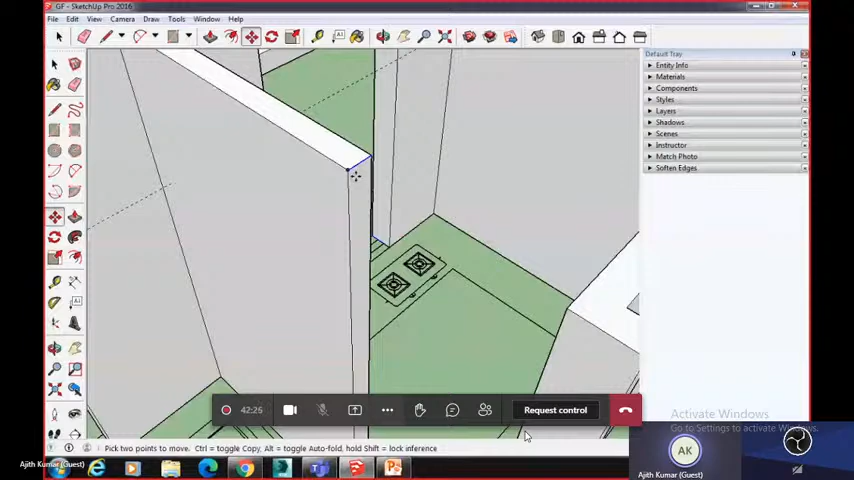 GF - SketchUp Pro 2016
File Edit View Camera Draw Tools Window Help
Default Tray
Entity Info
Materials
Components
Styles
Layers
Shadows
Scenes
Instructor
Match Photo
Soften Edges
42:26
Request control
Activate Windows
Go to Settings to activate Windows.
AK
Ajith Kumar (Guest)
Pick two points to move. Ctrl = toggle Copy, Alt = toggle Auto-fold, hold Shift = lock inference
Ajith Kumar (Guest)